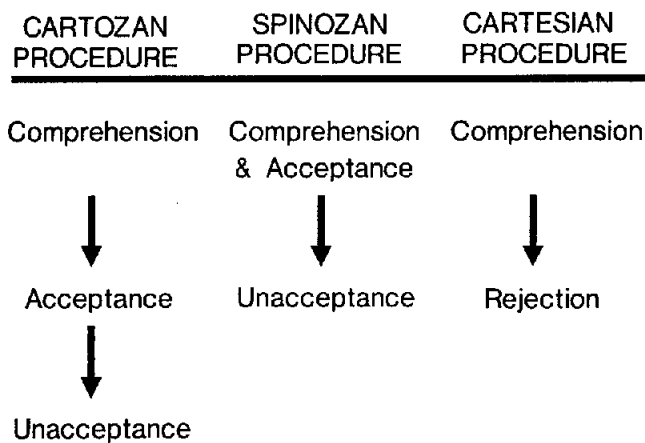 CARTOZAN PROCEDURE
SPINOZAN PROCEDURE
CARTESIAN PROCEDURE
Comprehension
Comprehension & Acceptance
Comprehension
Acceptance
Unacceptance
Rejection
Unacceptance